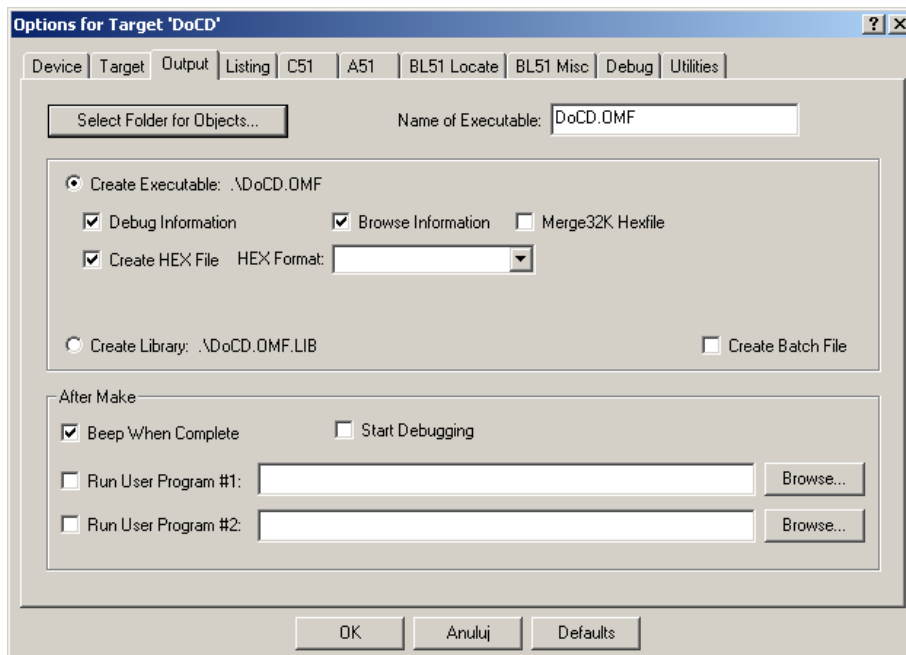 Options for Target 'DoCD'
Device Target Output Listing C51 A51 BL51 Locate BL51 Misc Debug Utilities
Select Folder for Objects... Name of Executable: DoCD.OMF
Create Executable: .\DoCD.OMF
Debug Information Browse Information Merge32K Hexfile
Create HEX File HEX Format:
Create Library: .\DoCD.OMF.LIB Create Batch File
After Make
Beep When Complete Start Debugging
Run User Program #1: Browse...
Run User Program #2: Browse...
OK Anuluj Defaults